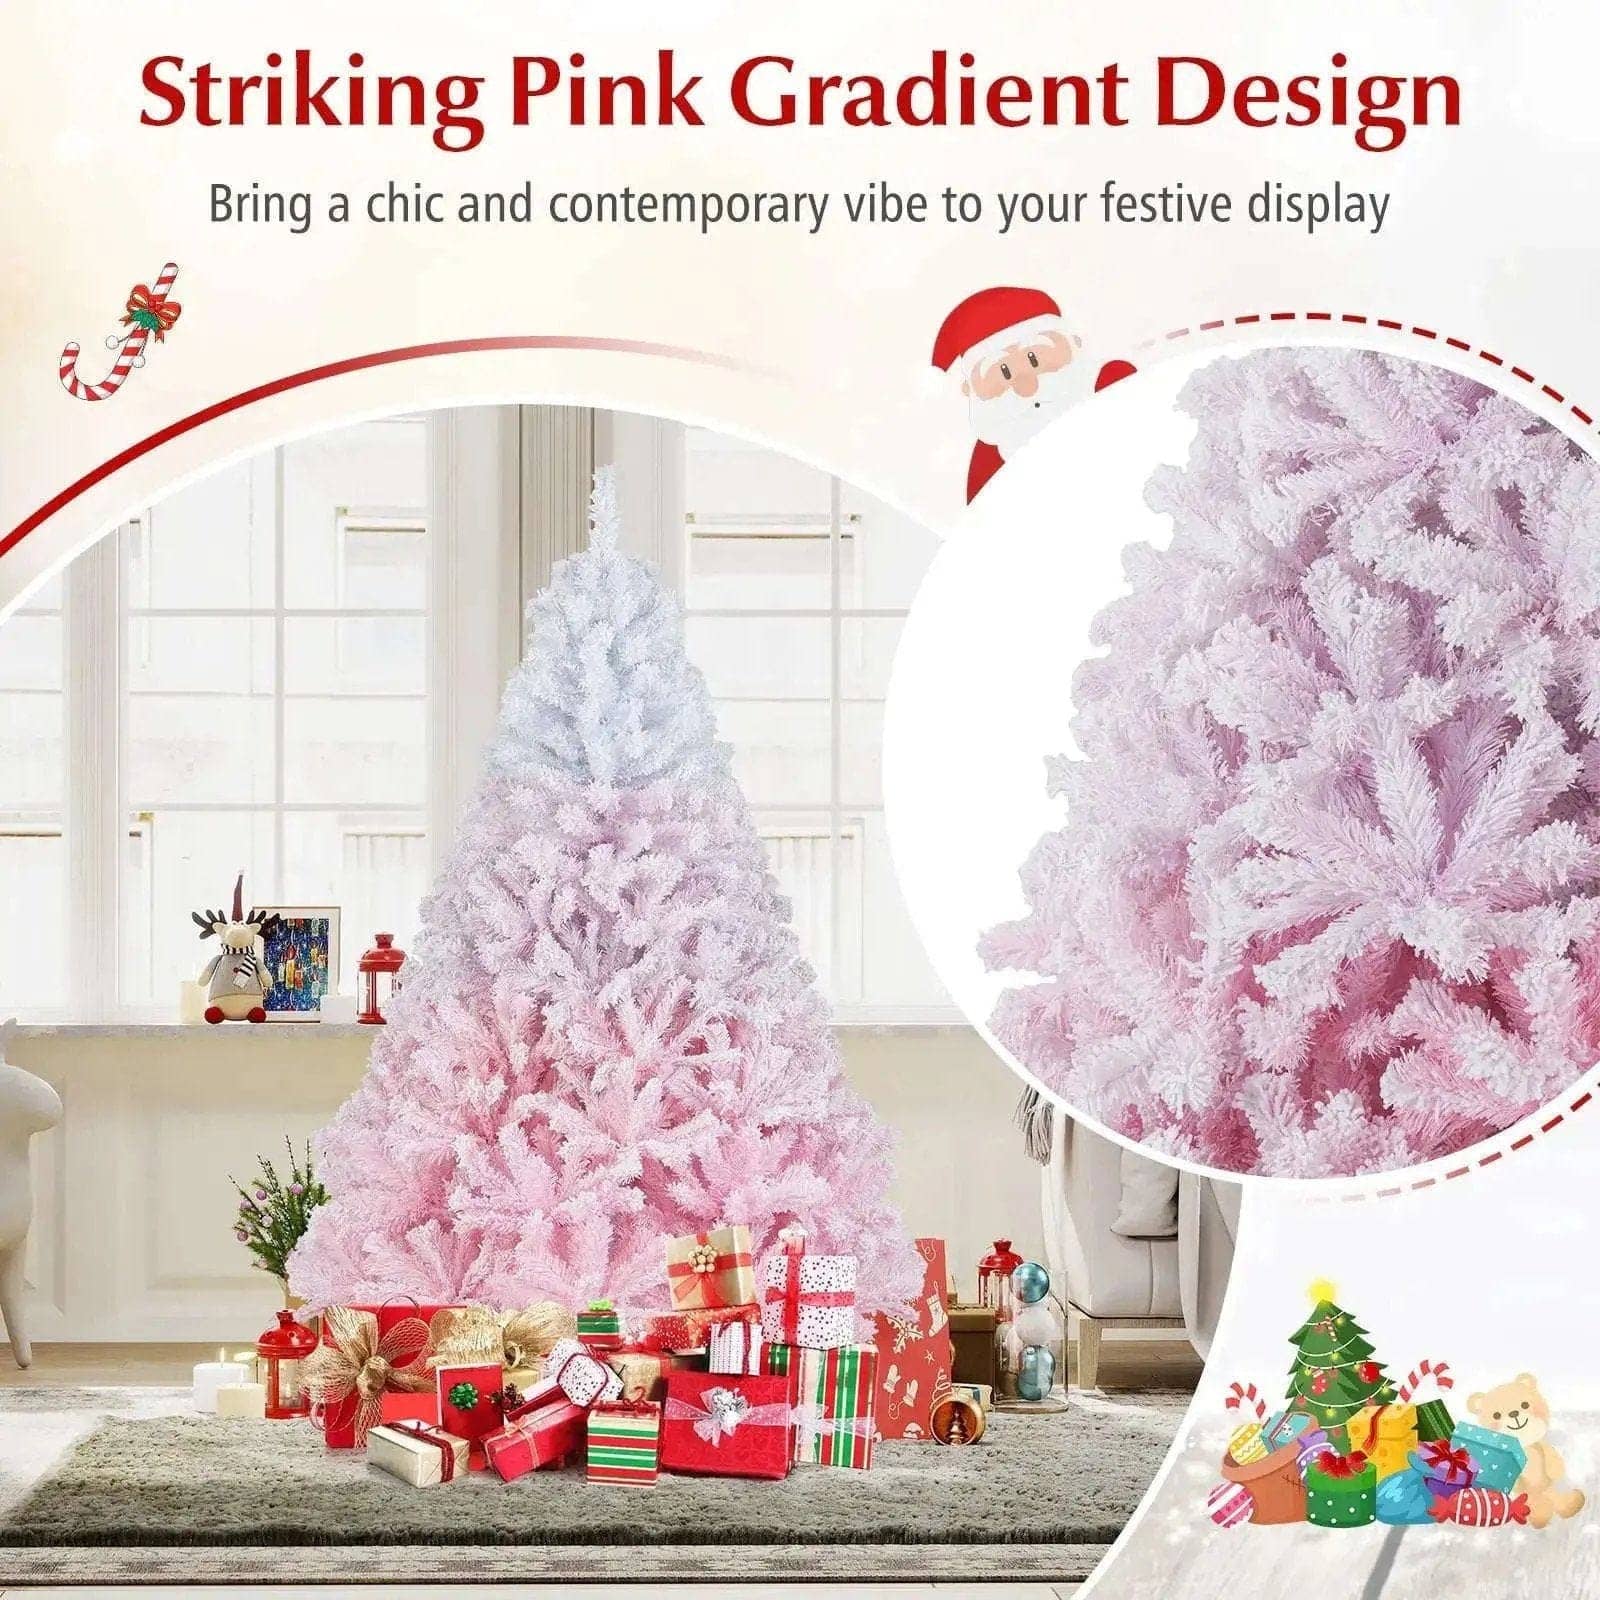 Striking Pink Gradient Design
Bring a chic and contemporary vibe to your festive display